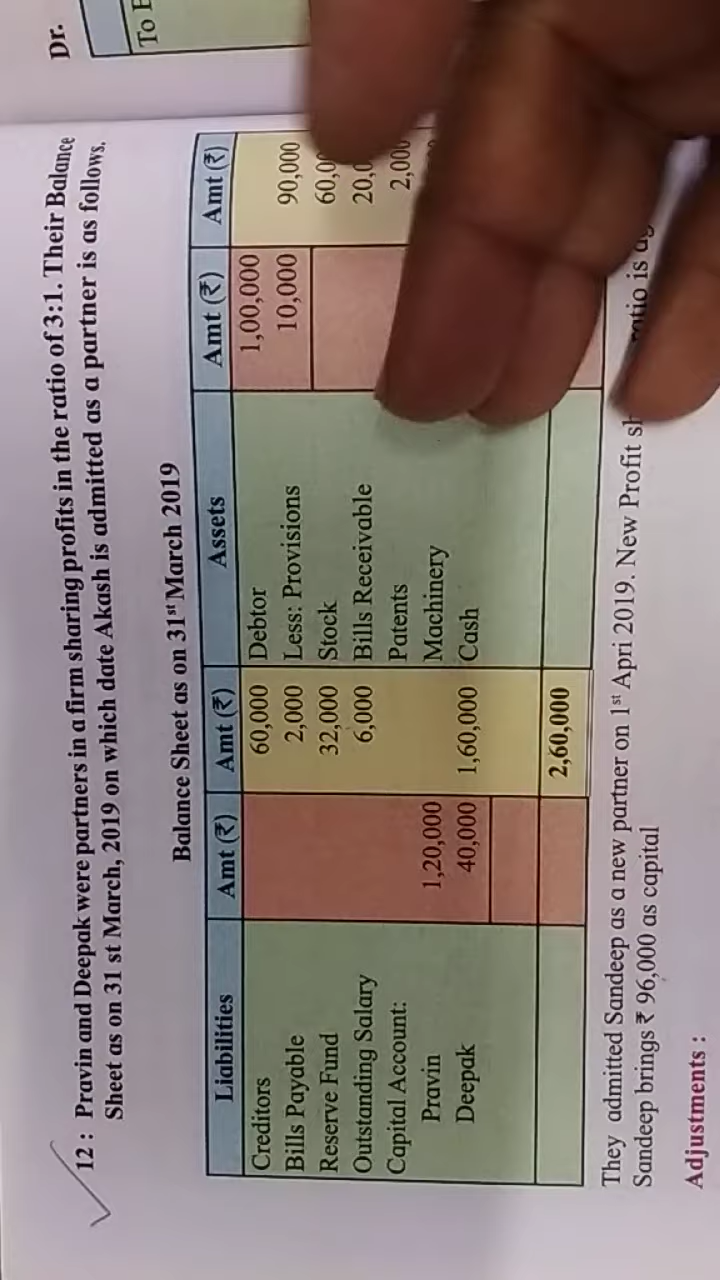 12 : Pravin and Deepak were partners in a firm sharing profits in the ratio of 3:1. Their Balance
Sheet as on 31 st March, 2019 on which date Akash is admitted as a partner is as follows.
Balance Sheet as on 31st March 2019
Liabilities Amt (₹) Amt (₹) Assets Amt (₹) Amt (₹)
Creditors 60,000 Debtor 1,00,000
Bills Payable 2,000 Less: Provisions 10,000 90,000
Reserve Fund 32,000 Stock
Outstanding Salary 6,000 Bills Receivable
Capital Account: Patents
Pravin 1,20,000 Machinery
Deepak 40,000 1,60,000 Cash
2,60,000
They admitted Sandeep as a new partner on 1st Apri 2019. New Profit ratio is
Sandeep brings ₹ 96,000 as capital
Adjustments :
Dr.
To